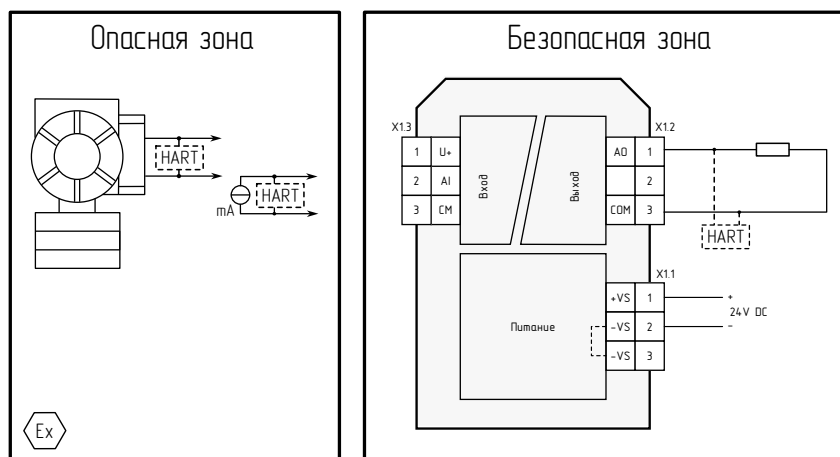 Опасная зона
HART
HART
mA
Ex
Безопасная зона
X1.3
1 U+
2 AI
3 CM
Вход
Выход
X1.2
AO 1
2
COM 3
HART
X1.1
+VS 1
-VS 2
-VS 3
Питание
+
24V DC
-